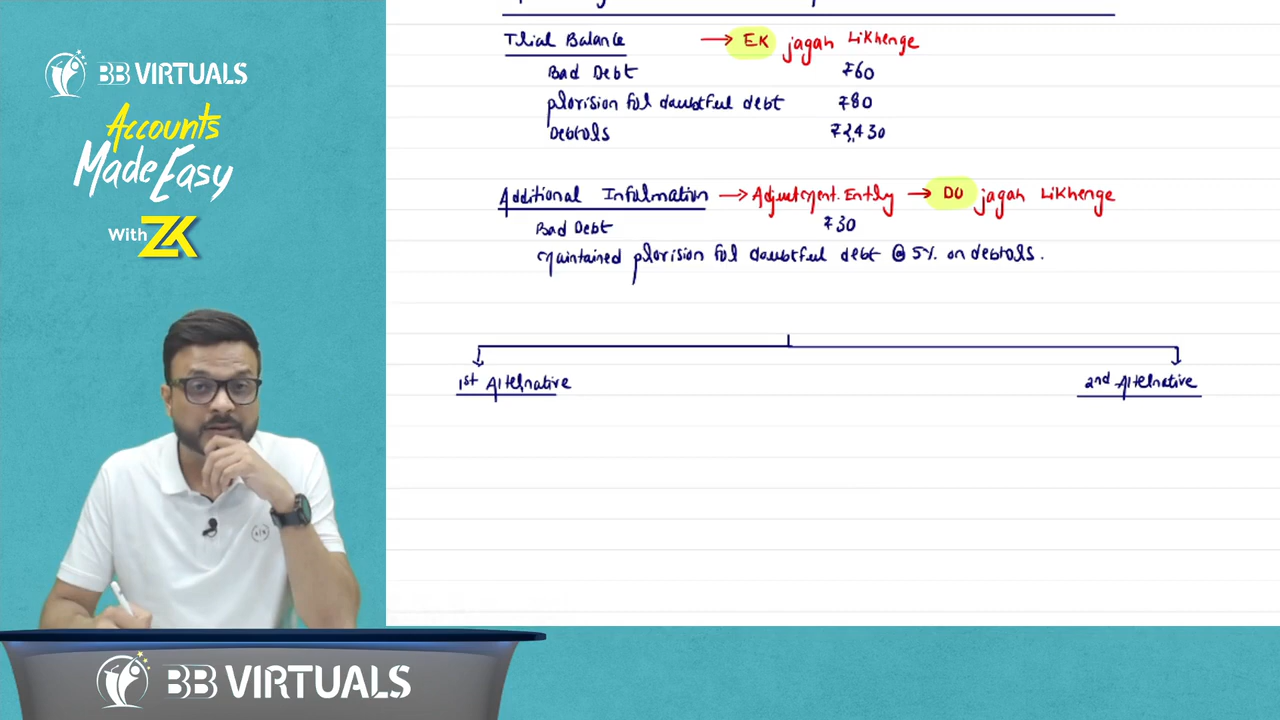 BB VIRTUALS
Accounts
Made Easy
With ZK
Trial Balance → EK jagah Likhenge
Bad Debt ₹60
provision for doubtful debt ₹80
Debtors ₹2,430
Additional Information → Adjustment Entry → DO jagah Likhenge
Bad Debt ₹30
Maintained provision for doubtful debt @ 5% on debtors.
1st Alternative
2nd Alternative
BB VIRTUALS